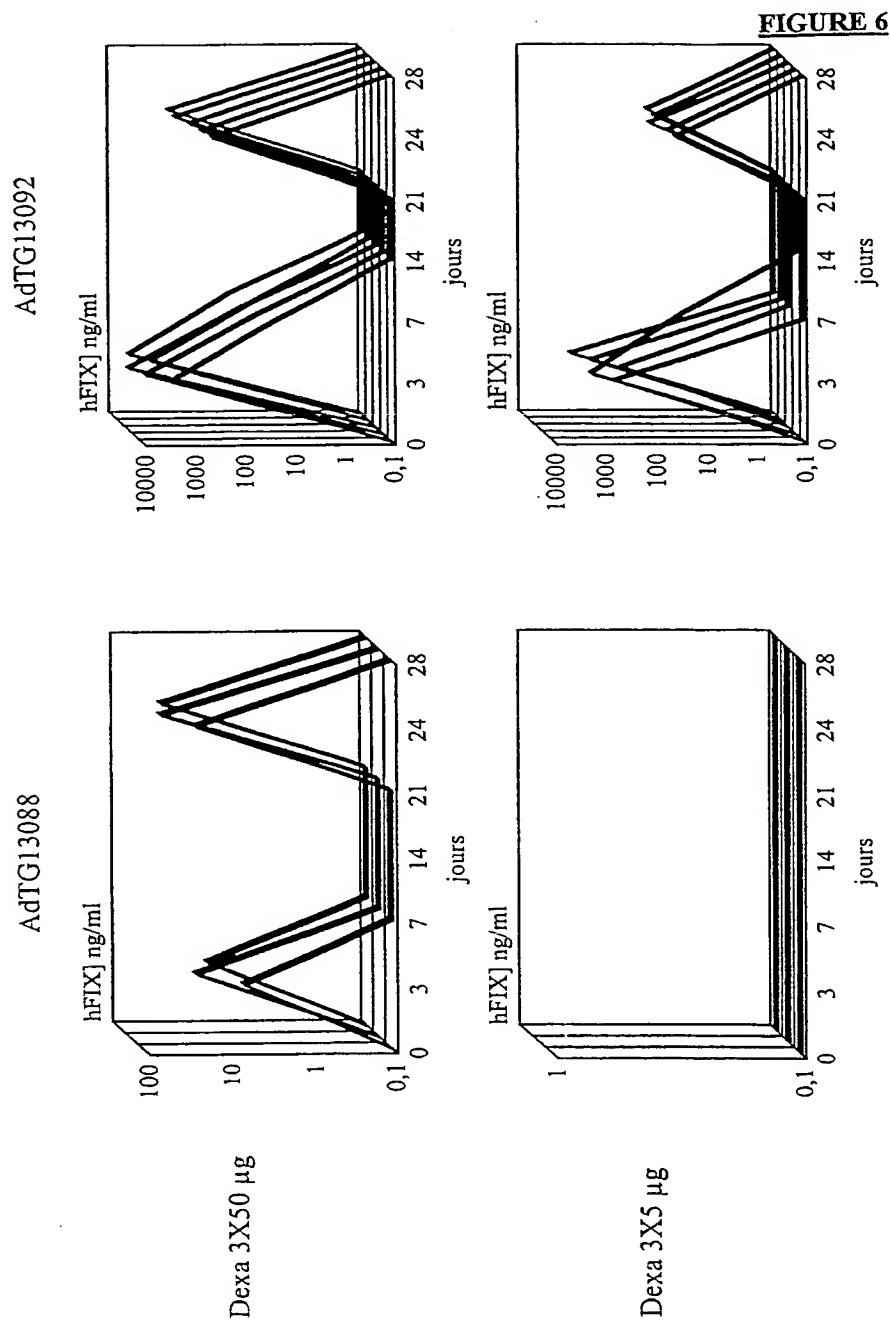 FIGURE 6
AdTG13088
AdTG13092
Dexa 3X50 µg
hFIX] ng/ml
100
10
1
0,1
0 3 7 14 21 24 28
jours
hFIX] ng/ml
10000
1000
100
10
1
0,1
0 3 7 14 21 24 28
jours
Dexa 3X5 µg
hFIX] ng/ml
1
0,1
0 3 7 14 21 24 28
jours
hFIX] ng/ml
10000
1000
100
10
1
0,1
0 3 7 14 21 24 28
jours